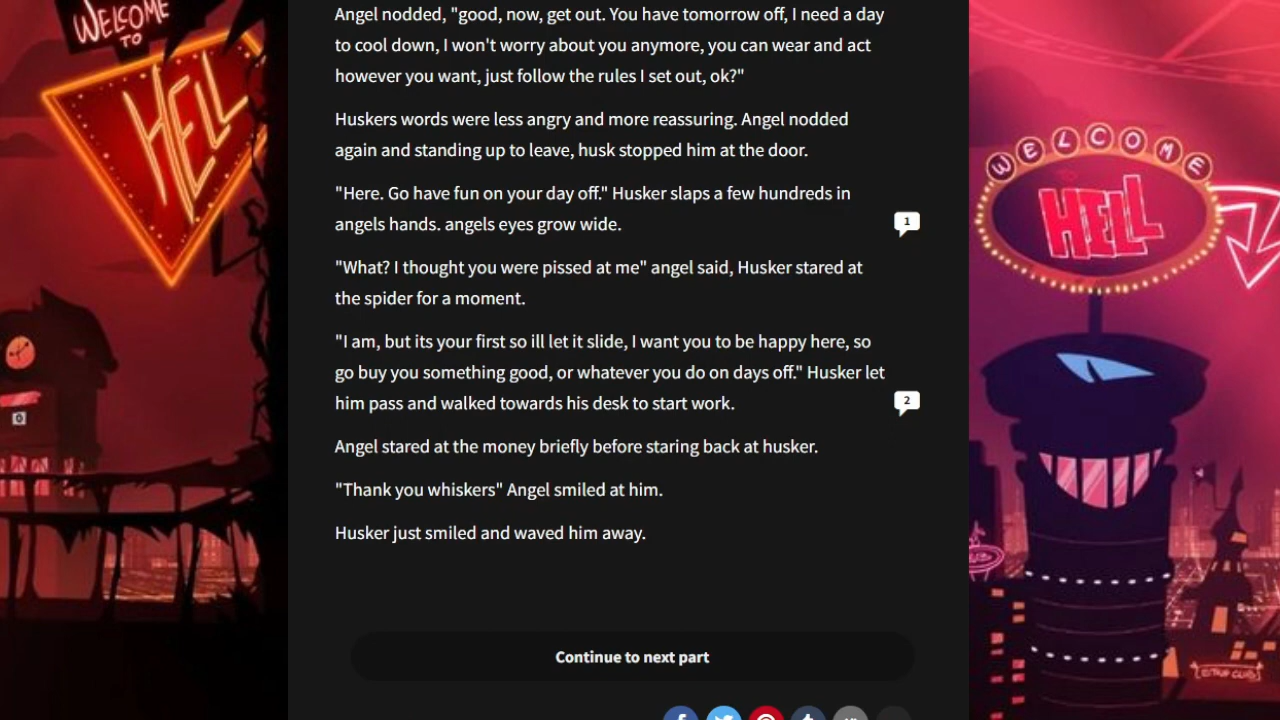 WELCOME
TO
HELL
Angel nodded, "good, now, get out. You have tomorrow off, I need a day
to cool down, I won't worry about you anymore, you can wear and act
however you want, just follow the rules I set out, ok?"
Huskers words were less angry and more reassuring. Angel nodded
again and standing up to leave, husk stopped him at the door.
"Here. Go have fun on your day off." Husker slaps a few hundreds in
angels hands. angels eyes grow wide.
1
"What? I thought you were pissed at me" angel said, Husker stared at
the spider for a moment.
"I am, but its your first so ill let it slide, I want you to be happy here, so
go buy you something good, or whatever you do on days off." Husker let
him pass and walked towards his desk to start work.
2
Angel stared at the money briefly before staring back at husker.
"Thank you whiskers" Angel smiled at him.
Husker just smiled and waved him away.
Continue to next part
WELCOME
TO
HELL